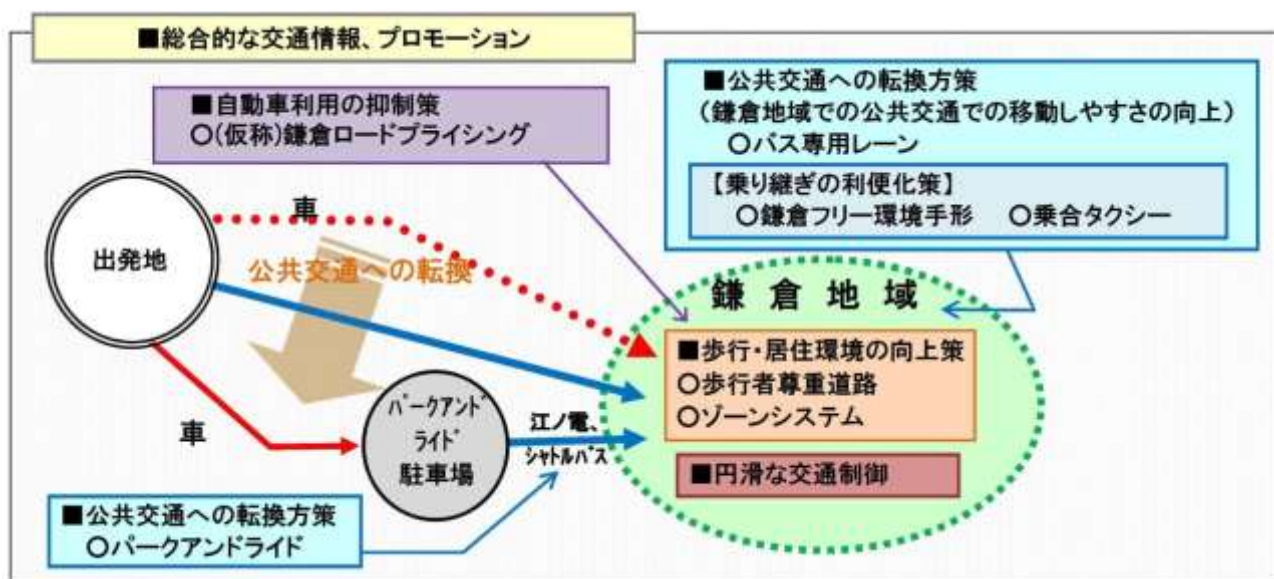 ■総合的な交通情報、プロモーション
■自動車利用の抑制策
○(仮称)鎌倉ロードプライシング
■公共交通への転換方策
(鎌倉地域での公共交通での移動しやすさの向上)
○バス専用レーン
【乗り継ぎの利便化策】
○鎌倉フリー環境手形 ○乗合タクシー
車
出発地
公共交通への転換
鎌倉地域
■歩行・居住環境の向上策
○歩行者尊重道路
○ゾーンシステム
■円滑な交通制御
車
ﾊﾟｰｸｱﾝﾄﾞ
ﾗｲﾄﾞ
駐車場
江ノ電、
ｼｬﾄﾙﾊﾞｽ
■公共交通への転換方策
○パークアンドライド